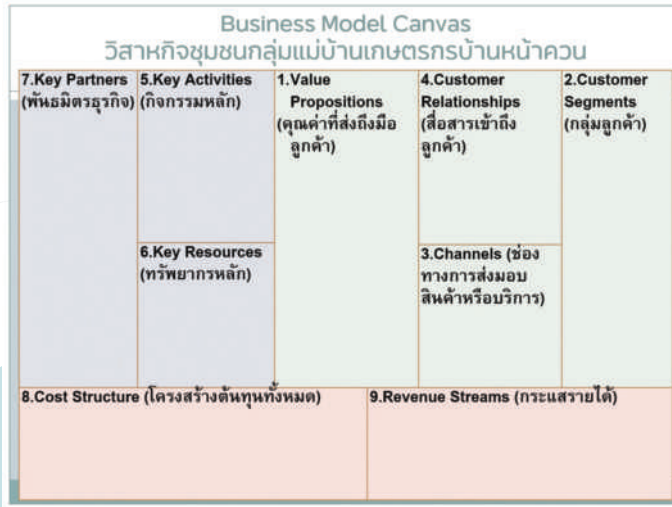 Business Model Canvas
วิสาหกิจชุมชนกลุ่มแม่บ้านเกษตรกรบ้านหน้าควน
7.Key Partners
(พันธมิตรธุรกิจ)
5.Key Activities
(กิจกรรมหลัก)
6.Key Resources
(ทรัพยากรหลัก)
1.Value
Propositions
(คุณค่าที่ส่งถึงมือ
ลูกค้า)
4.Customer
Relationships
(สื่อสารเข้าถึง
ลูกค้า)
3.Channels (ช่อง
ทางการส่งมอบ
สินค้าหรือบริการ)
2.Customer
Segments
(กลุ่มลูกค้า)
8.Cost Structure (โครงสร้างต้นทุนทั้งหมด)
9.Revenue Streams (กระแสรายได้)